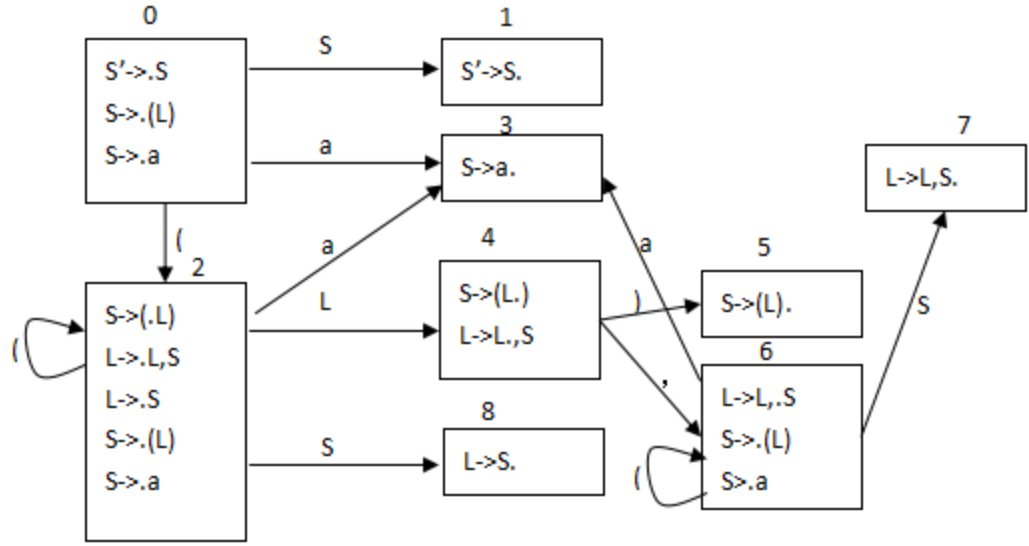 0
S'->.S
S->.(L)
S->.a
S
1
S'->S.
a
3
S->a.
7
L->L,S.
(
2
S->(.L)
L->.L,S
L->.S
S->.(L)
S->.a
(
a
L
4
S->(L.)
L->L.,S
)
,
a
5
S->(L).
6
L->L,.S
S->.(L)
S>.a
(
S
S
8
L->S.